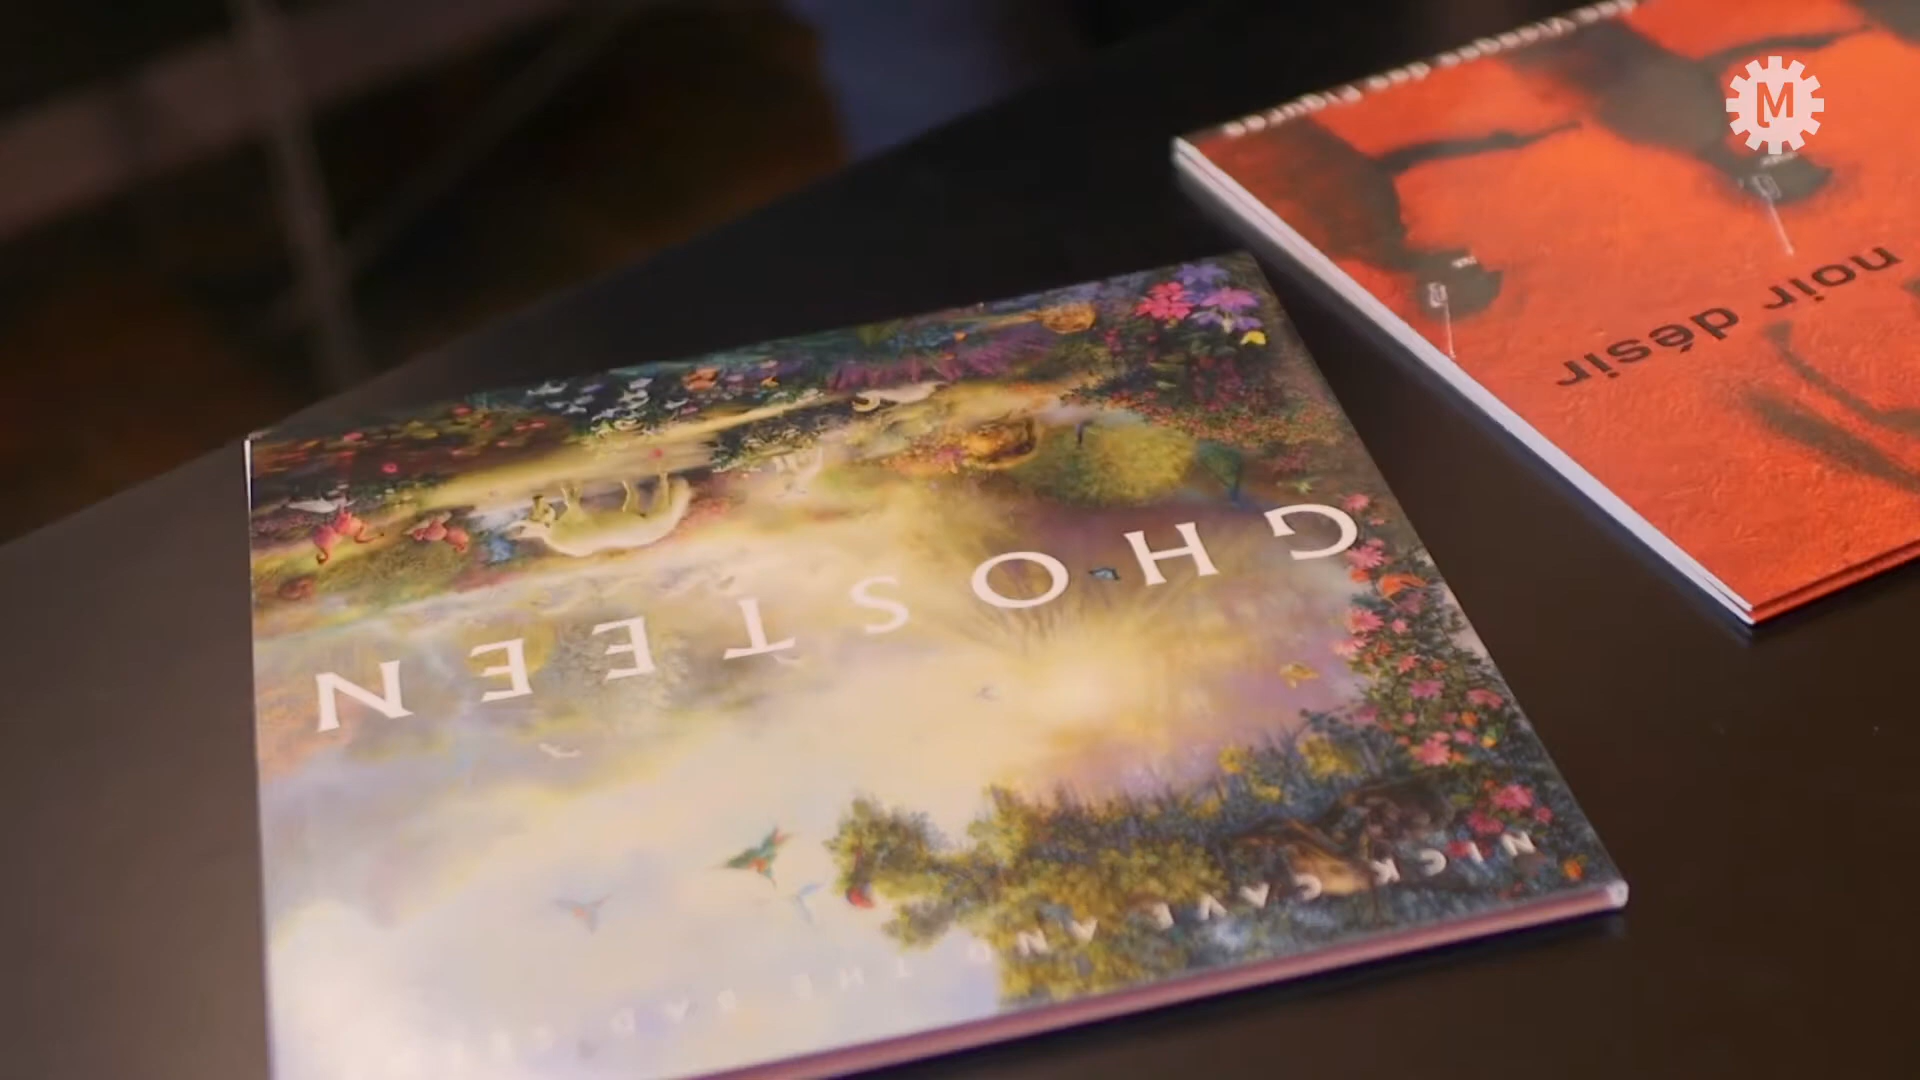 GHOSTEEN
NICK CAVE AND THE BAD SEEDS
des Visages des Figures
noir désir
M